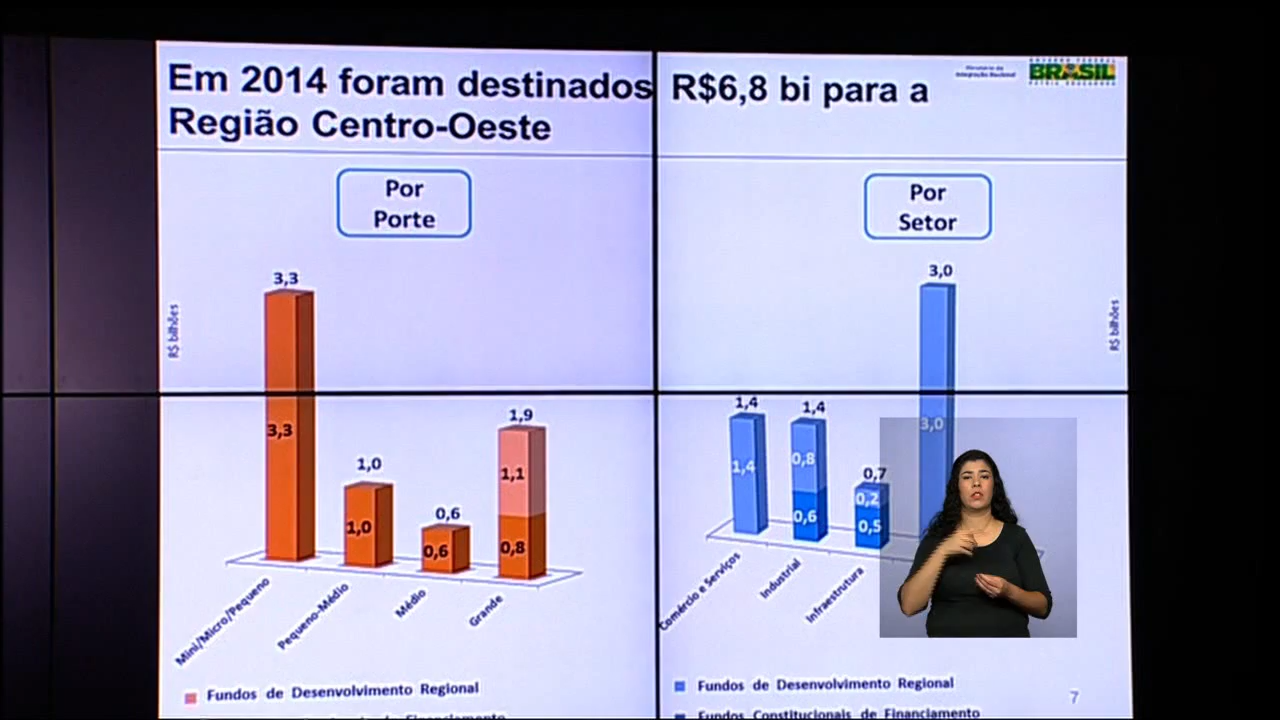 Em 2014 foram destinados R$6,8 bi para a
Região Centro-Oeste
Integração Nacional
BRASIL
Por
Porte
R$ bilhões
3,3
3,3
1,0
1,0
0,6
0,6
1,9
1,1
0,8
Mini/Micro/Pequeno
Pequeno-Médio
Médio
Grande
Fundos de Desenvolvimento Regional
Por
Setor
R$ bilhões
1,4
1,4
1,4
0,8
0,6
0,7
0,2
0,5
3,0
3,0
Comércio e Serviços
Industrial
Infraestrutura
Fundos de Desenvolvimento Regional
Fundos Constitucionais de Financiamento
7